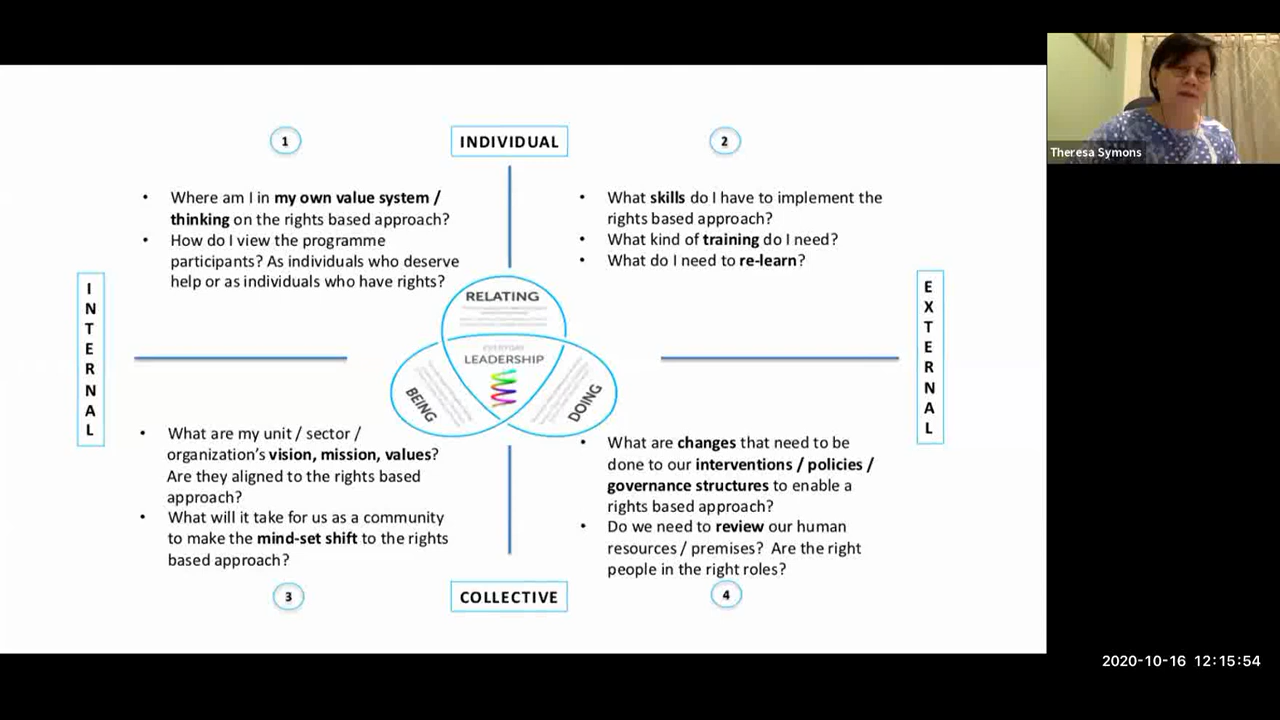 1
INDIVIDUAL
2
• Where am I in my own value system /
thinking on the rights based approach?
• How do I view the programme
participants? As individuals who deserve
help or as individuals who have rights?
• What skills do I have to implement the
rights based approach?
• What kind of training do I need?
• What do I need to re-learn?
INTERNAL
RELATING
EVERYDAY
LEADERSHIP
BEING
DOING
EXTERNAL
• What are my unit / sector /
organization's vision, mission, values?
Are they aligned to the rights based
approach?
• What will it take for us as a community
to make the mind-set shift to the rights
based approach?
• What are changes that need to be
done to our interventions / policies /
governance structures to enable a
rights based approach?
• Do we need to review our human
resources / premises? Are the right
people in the right roles?
3
COLLECTIVE
4
Theresa Symons
2020-10-16 12:15:54